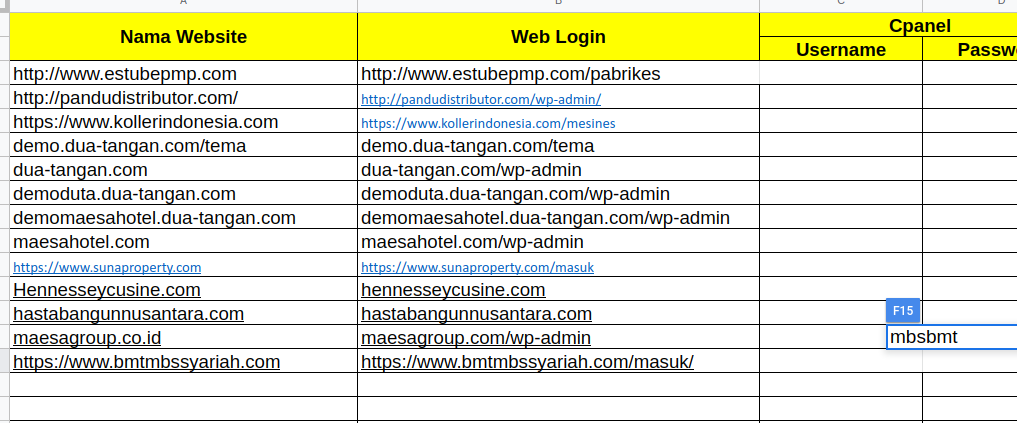 A B C D
Nama Website Web Login Cpanel
Username Passw
http://www.estubepmp.com http://www.estubepmp.com/pabrikes
http://pandudistributor.com/ http://pandudistributor.com/wp-admin/
https://www.kollerindonesia.com https://www.kollerindonesia.com/mesines
demo.dua-tangan.com/tema demo.dua-tangan.com/tema
dua-tangan.com dua-tangan.com/wp-admin
demoduta.dua-tangan.com demoduta.dua-tangan.com/wp-admin
demomaesahotel.dua-tangan.com demomaesahotel.dua-tangan.com/wp-admin
maesahotel.com maesahotel.com/wp-admin
https://www.sunaproperty.com https://www.sunaproperty.com/masuk
Hennesseycusine.com hennesseycusine.com
hastabangunnusantara.com hastabangunnusantara.com F15
maesagroup.co.id maesagroup.com/wp-admin mbsbmt
https://www.bmtmbssyariah.com https://www.bmtmbssyariah.com/masuk/